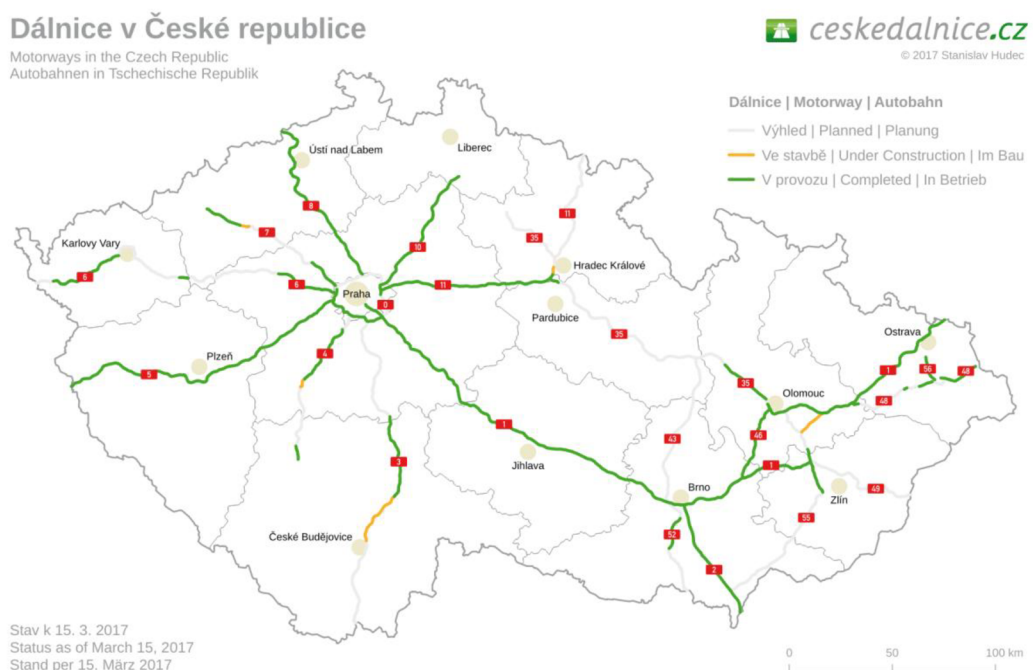 Dálnice v České republice
Motorways in the Czech Republic
Autobahnen in Tschechische Republik
ceskedalnice.cz
© 2017 Stanislav Hudec
Dálnice | Motorway | Autobahn
Výhled | Planned | Planung
Ve stavbě | Under Construction | Im Bau
V provozu | Completed | In Betrieb
Ústí nad Labem
Liberec
8
7
11
35
Karlovy Vary
10
Hradec Králové
6
6
11
Praha
0
Pardubice
35
Ostrava
4
Plzeň
5
1
56
48
35
Olomouc
48
1
43
46
3
Jihlava
1
Brno
49
Zlín
55
52
České Budějovice
2
Stav k 15. 3. 2017
Status as of March 15, 2017
Stand per 15. März 2017
0
50
100 km